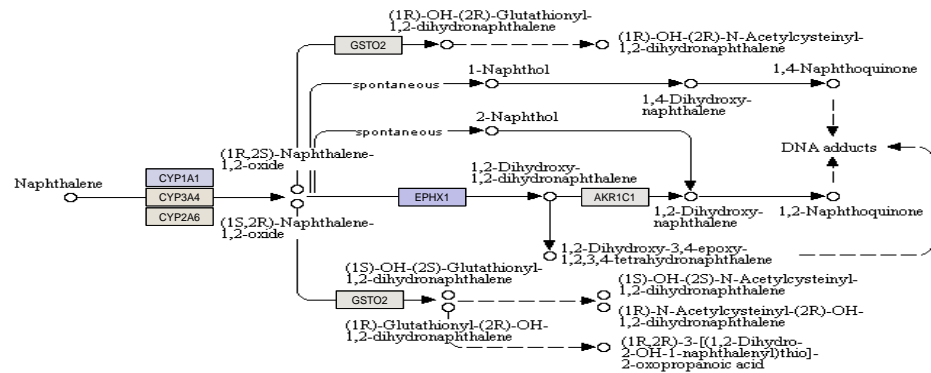 (1R)-OH-(2R)-Glutathionyl-
1,2-dihydronaphthalene
GSTO2
(1R)-OH-(2R)-N-Acetylcysteinyl-
1,2-dihydronaphthalene
1-Naphthol
1,4-Naphthoquinone
spontaneous
1,4-Dihydroxy-
naphthalene
2-Naphthol
spontaneous
DNA adducts
(1R,2S)-Naphthalene-
1,2-oxide
1,2-Dihydroxy-
1,2-dihydronaphthalene
Naphthalene
CYP1A1
CYP3A4
CYP2A6
EPHX1
AKR1C1
1,2-Dihydroxy-
naphthalene
1,2-Naphthoquinone
(1S,2R)-Naphthalene-
1,2-oxide
1,2-Dihydroxy-3,4-epoxy-
1,2,3,4-tetrahydronaphthalene
(1S)-OH-(2S)-Glutathionyl-
1,2-dihydronaphthalene
GSTO2
(1S)-OH-(2S)-N-Acetylcysteinyl-
1,2-dihydronaphthalene
(1R)-N-Acetylcysteinyl-(2R)-OH-
1,2-dihydronaphthalene
(1R)-Glutathionyl-(2R)-OH-
1,2-dihydronaphthalene
(1R,2R)-3-[(1,2-Dihydro-
2-OH-1-naphthalenyl)thio]-
2-oxopropanoic acid